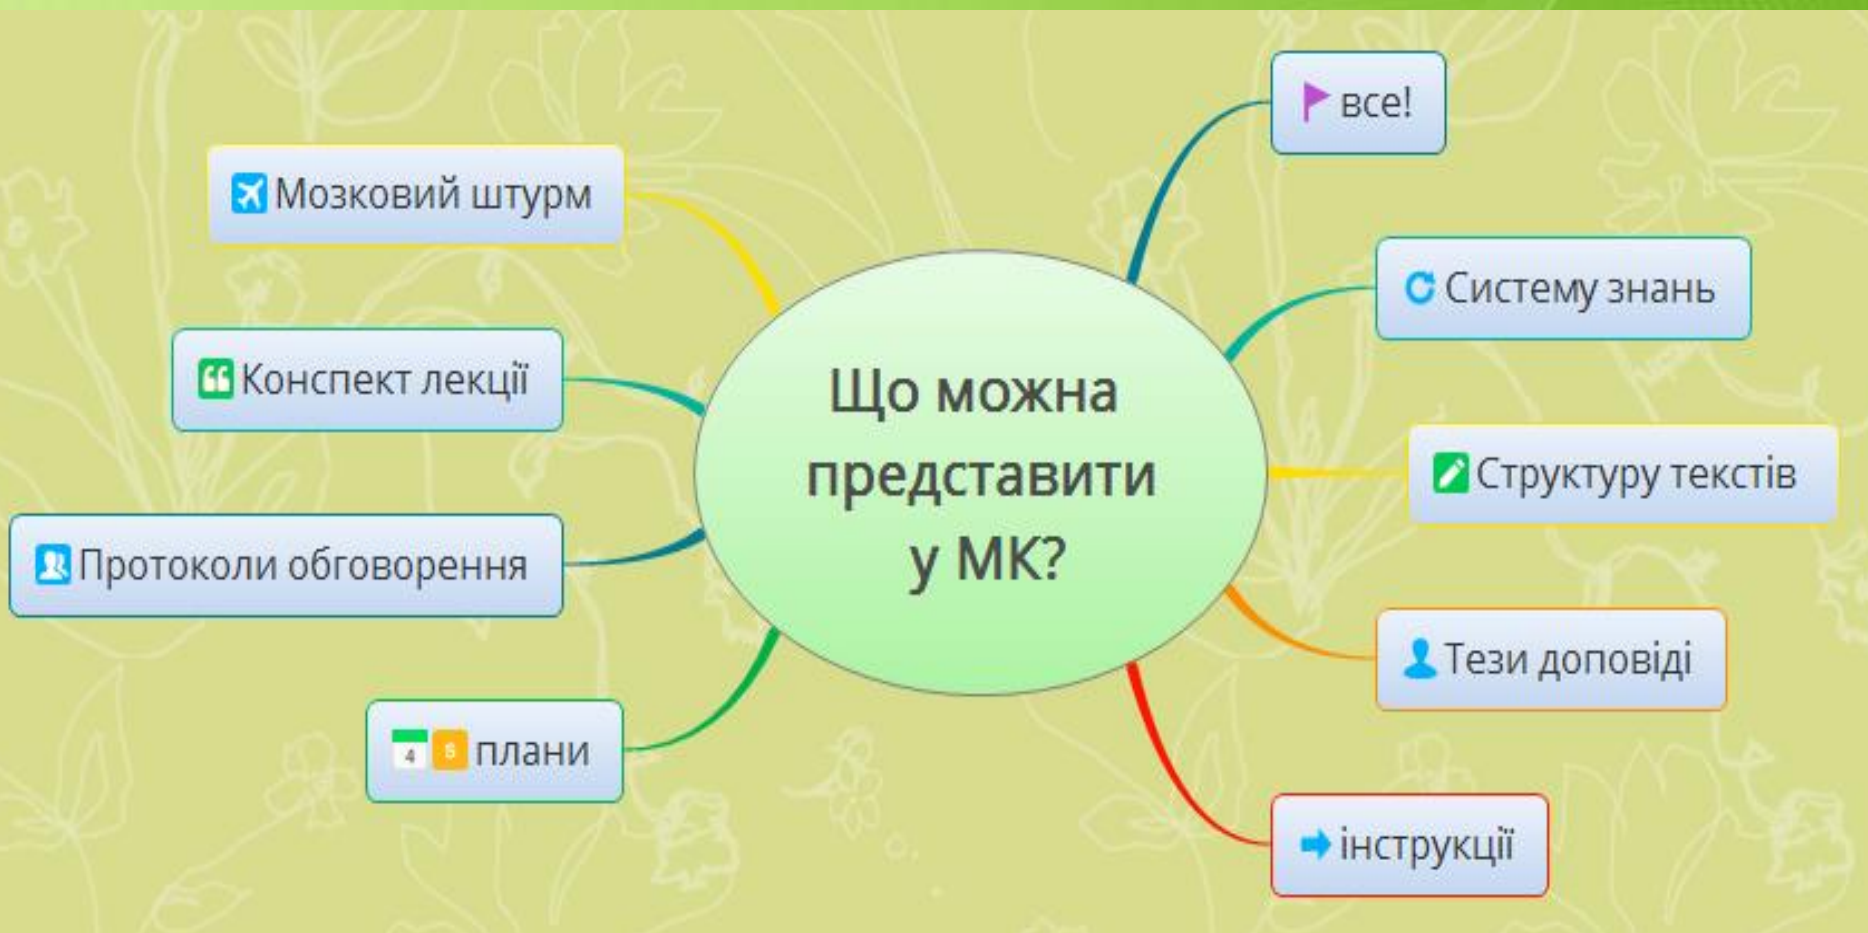 Що можна
представити
у МК?
все!
Систему знань
Структуру текстів
Тези доповіді
інструкції
Мозковий штурм
Конспект лекції
Протоколи обговорення
4
плани